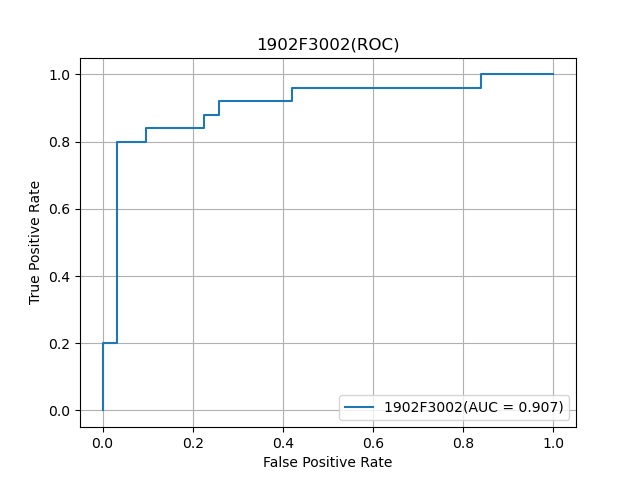 1902F3002(ROC)
True Positive Rate
1.0
0.8
0.6
0.4
0.2
0.0
1902F3002(AUC = 0.907)
0.0 0.2 0.4 0.6 0.8 1.0
False Positive Rate